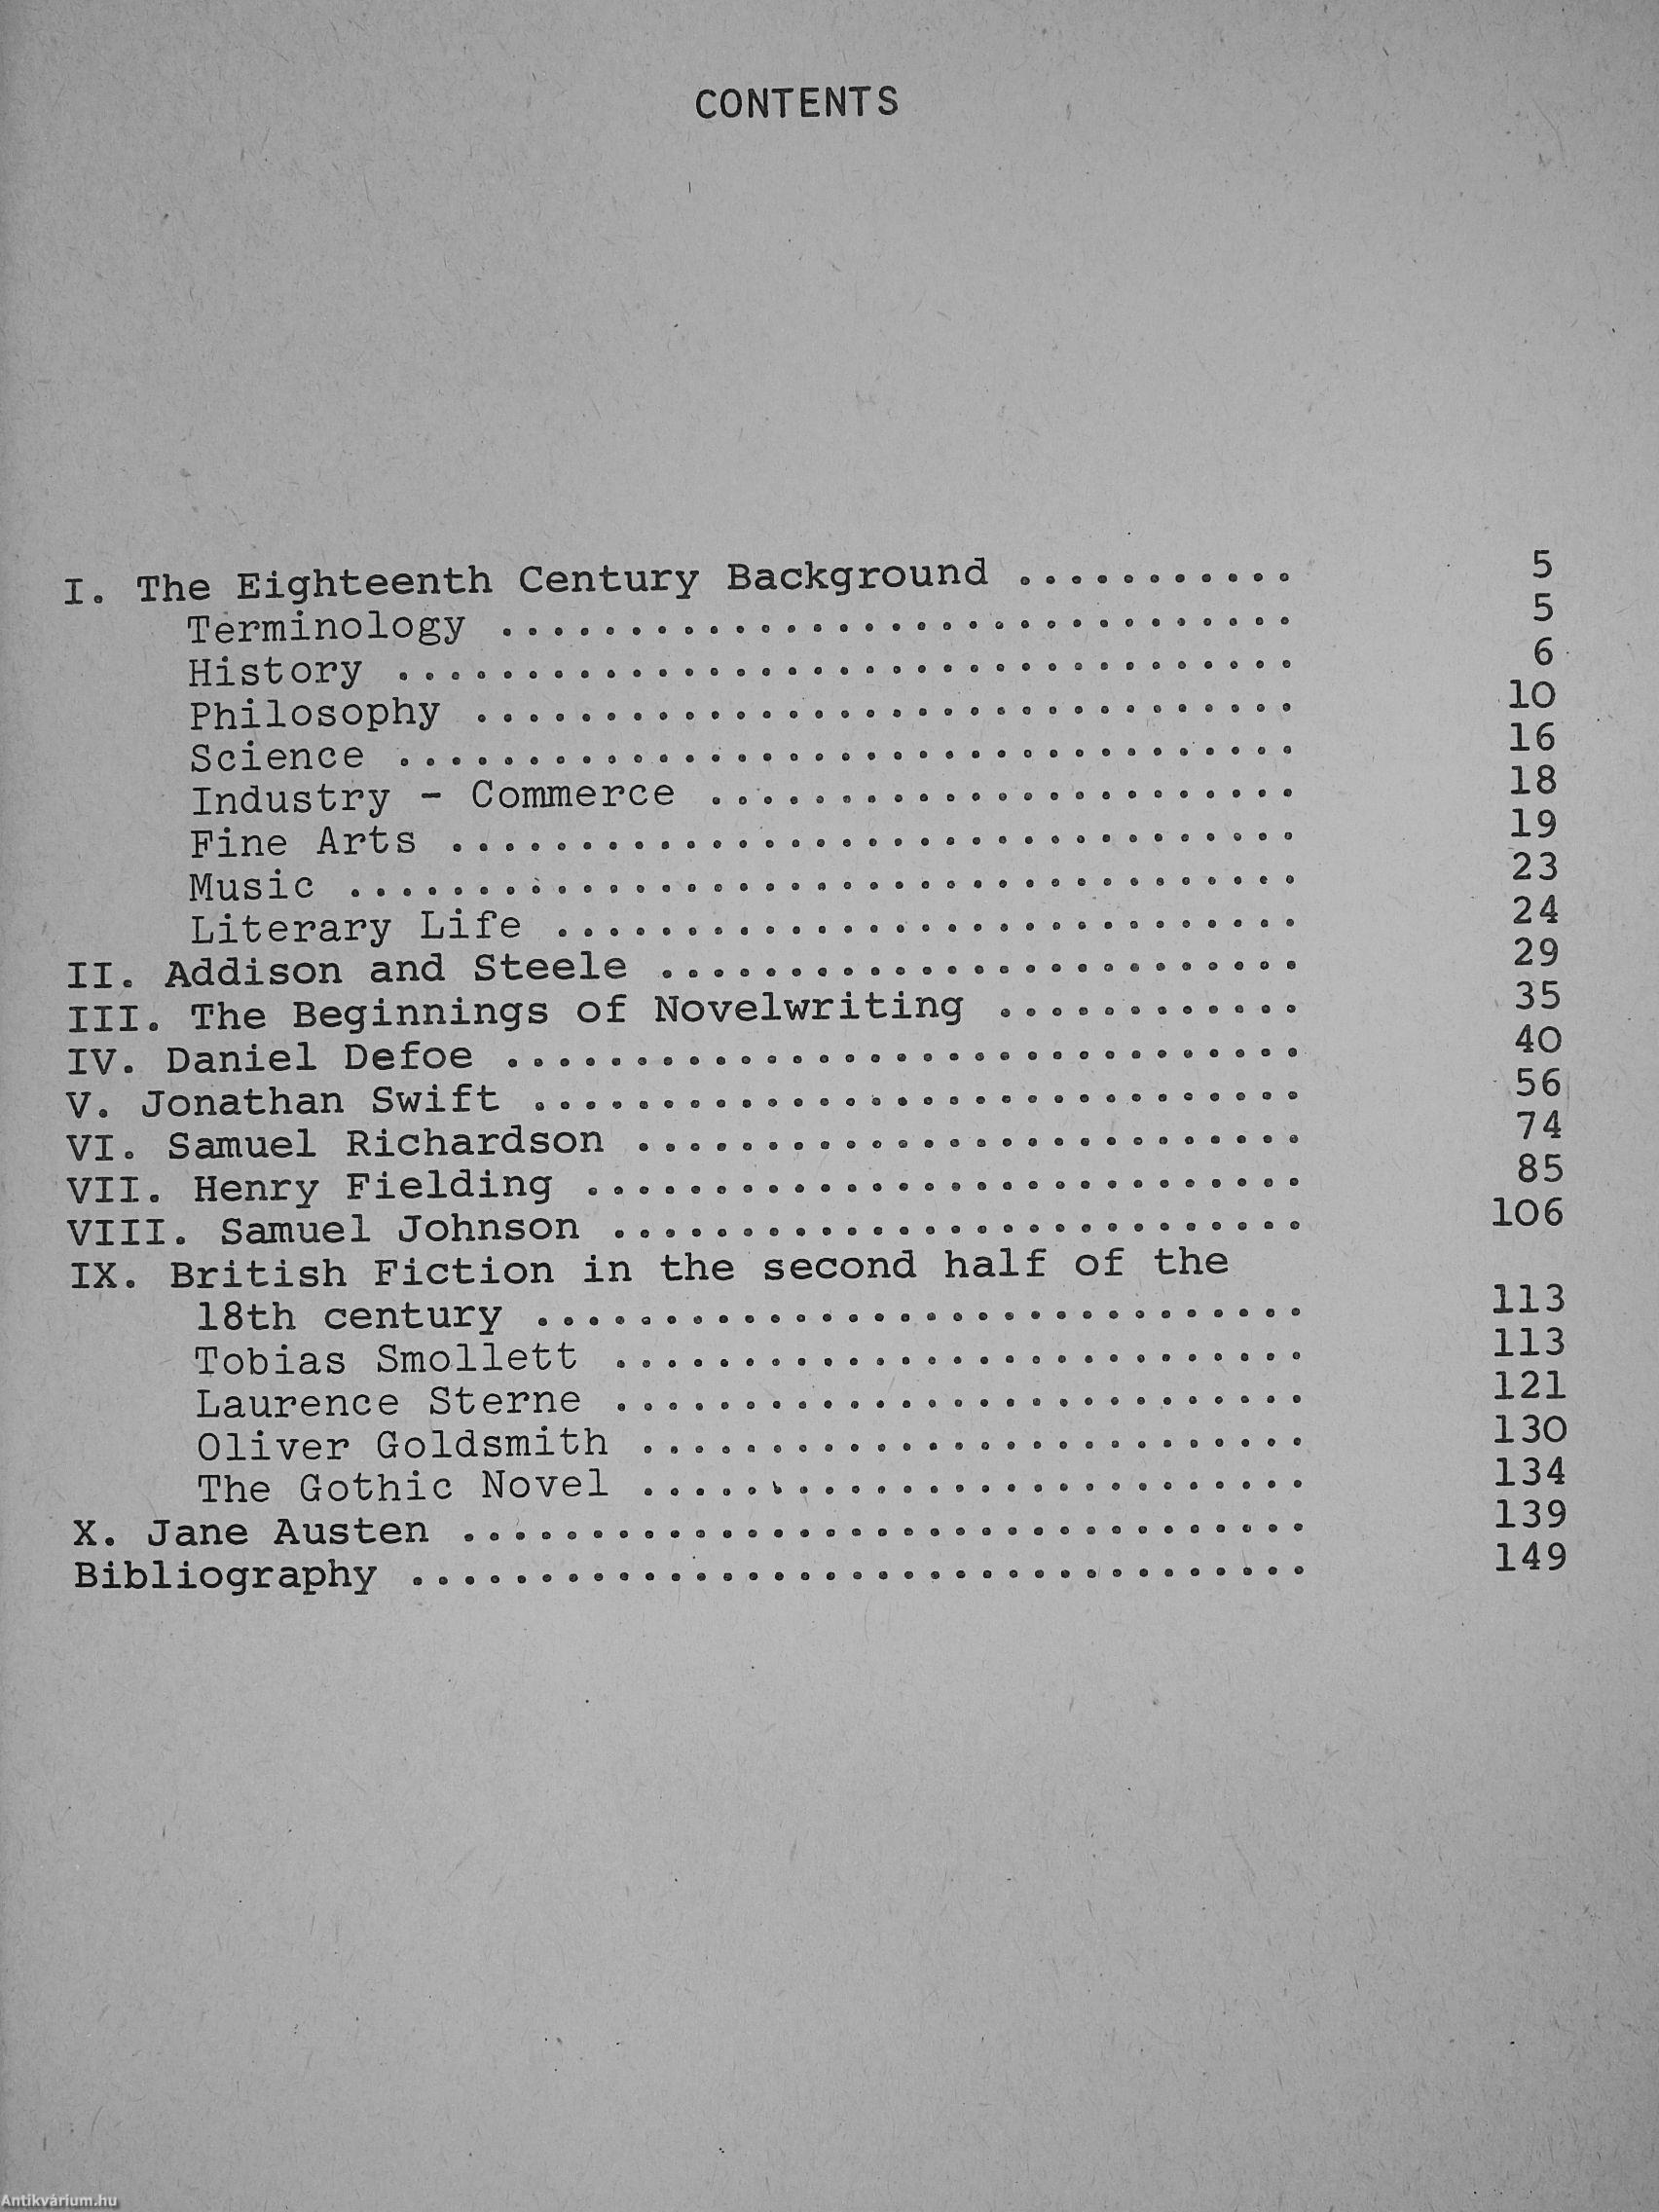 CONTENTS
I. The Eighteenth Century Background ........... 5
Terminology ............................... 5
History ................................... 6
Philosophy ................................ 10
Science ................................... 16
Industry - Commerce ....................... 18
Fine Arts ................................. 19
Music ..................................... 23
Literary Life ............................. 24
II. Addison and Steele ......................... 29
III. The Beginnings of Novelwriting ............ 35
IV. Daniel Defoe ............................... 40
V. Jonathan Swift .............................. 56
VI. Samuel Richardson .......................... 74
VII. Henry Fielding ............................ 85
VIII. Samuel Johnson ........................... 106
IX. British Fiction in the second half of the
18th century .............................. 113
Tobias Smollett ........................... 113
Laurence Sterne ........................... 121
Oliver Goldsmith .......................... 130
The Gothic Novel .......................... 134
X. Jane Austen ................................. 139
Bibliography ................................... 149
Antikvárium.hu